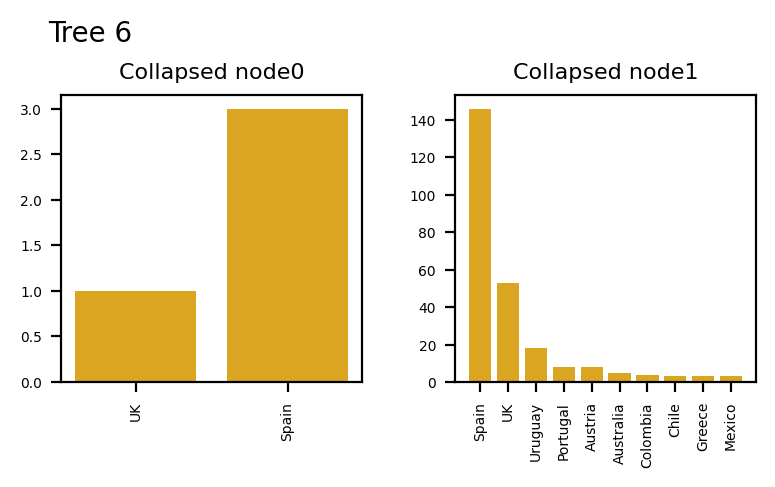 Tree 6
Collapsed node0
3.0
2.5
2.0
1.5
1.0
0.5
0.0
UK
Spain
Collapsed node1
140
120
100
80
60
40
20
0
Spain
UK
Uruguay
Portugal
Austria
Australia
Colombia
Chile
Greece
Mexico